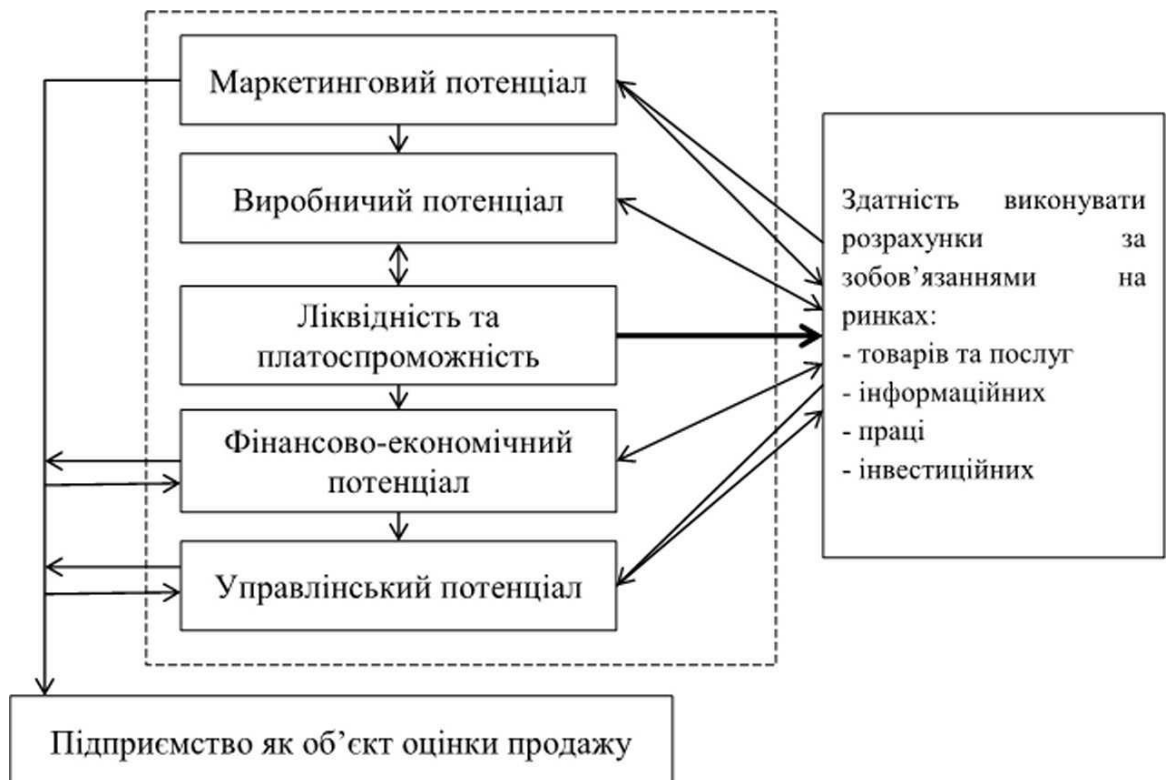 Маркетинговий потенціал
Виробничий потенціал
Ліквідність та
платоспроможність
Фінансово-економічний
потенціал
Управлінський потенціал
Здатність виконувати
розрахунки за
зобов’язаннями на
ринках:
- товарів та послуг
- інформаційних
- праці
- інвестиційних
Підприємство як об’єкт оцінки продажу